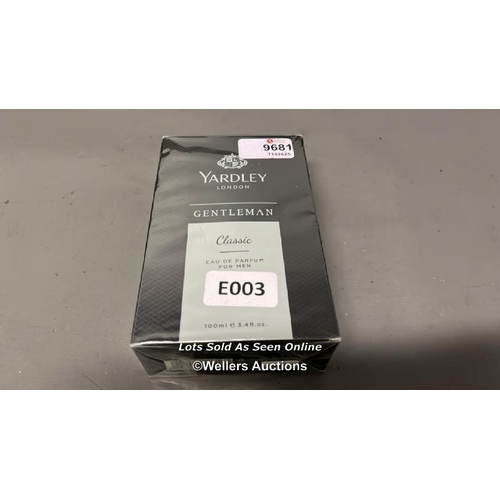 9681
YARDLEY
LONDON
GENTLEMAN
Classic
EAU DE PARFUM
FOR MEN
E003
100ml e 3.4fl.oz.
Lots Sold As Seen Online
©Wellers Auctions